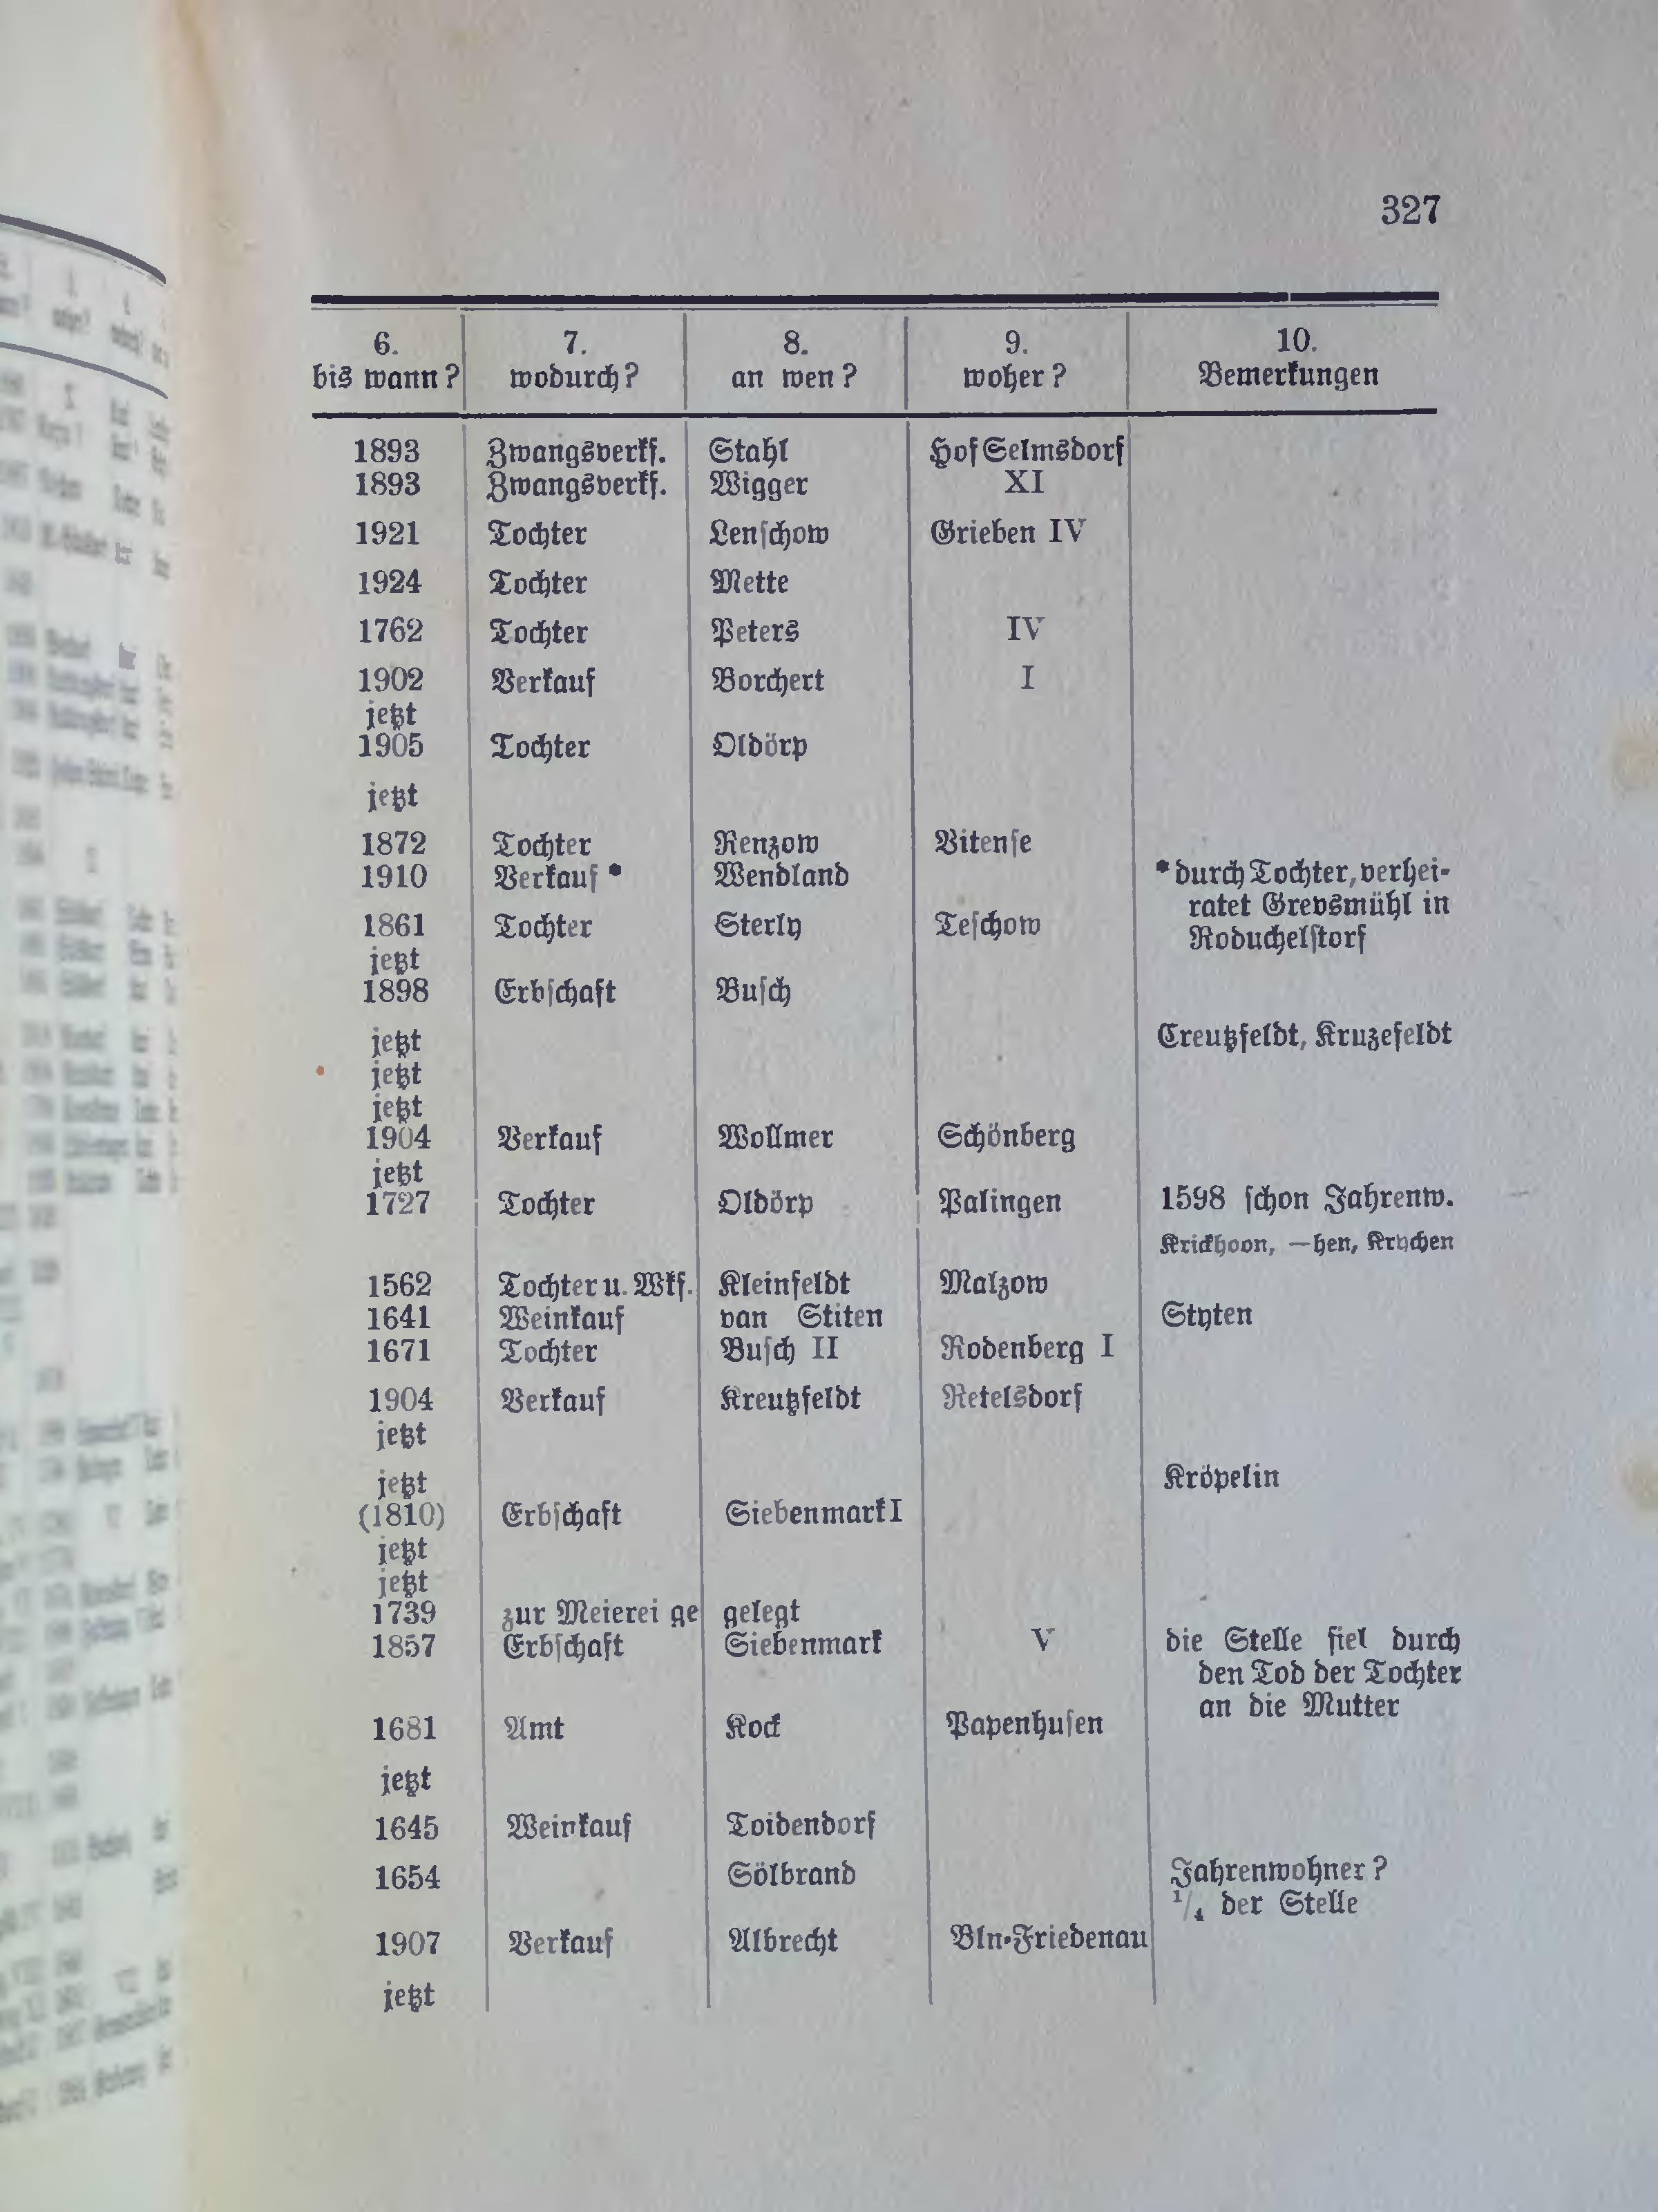 327
6. 7. 8. 9. 10.
bis wann? wodurch? an wen? woher? Bemerkungen
1893 Zwangsverkf. Stahl Hof Selmsdorf
1893 Zwangsverkf. Wigger XI
1921 Tochter Lenschow Grieben IV
1924 Tochter Mette
1762 Tochter Peters IV
1902 Verkauf Borchert I
jetzt
1905 Tochter Oldörp
jetzt
1872 Tochter Renzow Vitense
1910 Verkauf * Wendland * durch Tochter, verhei-
ratet Grevsmühl in
1861 Tochter Sterly Teschow
Roduchelstorf
jetzt
1898 Erbschaft Busch
jetzt Creutzfeldt, Kruzefeldt
jetzt
jetzt
1904 Verkauf Wollmer Schönberg
jetzt
1727 Tochter Oldörp Palingen 1598 schon Fahrenw.
Krickhoon, —hen, Krychen
1562 Tochter u. Wkf. Kleinfeldt Malzow
1641 Weinkauf van Stiten Styten
1671 Tochter Busch II Rodenberg I
1904 Verkauf Kreutzfeldt Retelsdorf
jetzt
jetzt Kröpelin
(1810) Erbschaft Siebenmark I
jetzt
jetzt
1739 zur Meierei ge gelegt
1857 Erbschaft Siebenmark V die Stelle fiel durch
den Tod der Tochter
an die Mutter
1681 Amt Kock Papenhusen
jetzt
1645 Weinkauf Toidendorf
1654 Sölbrand Fahrenwohner?
1/4 der Stelle
1907 Verkauf Albrecht Bln-Friedenau
jetzt